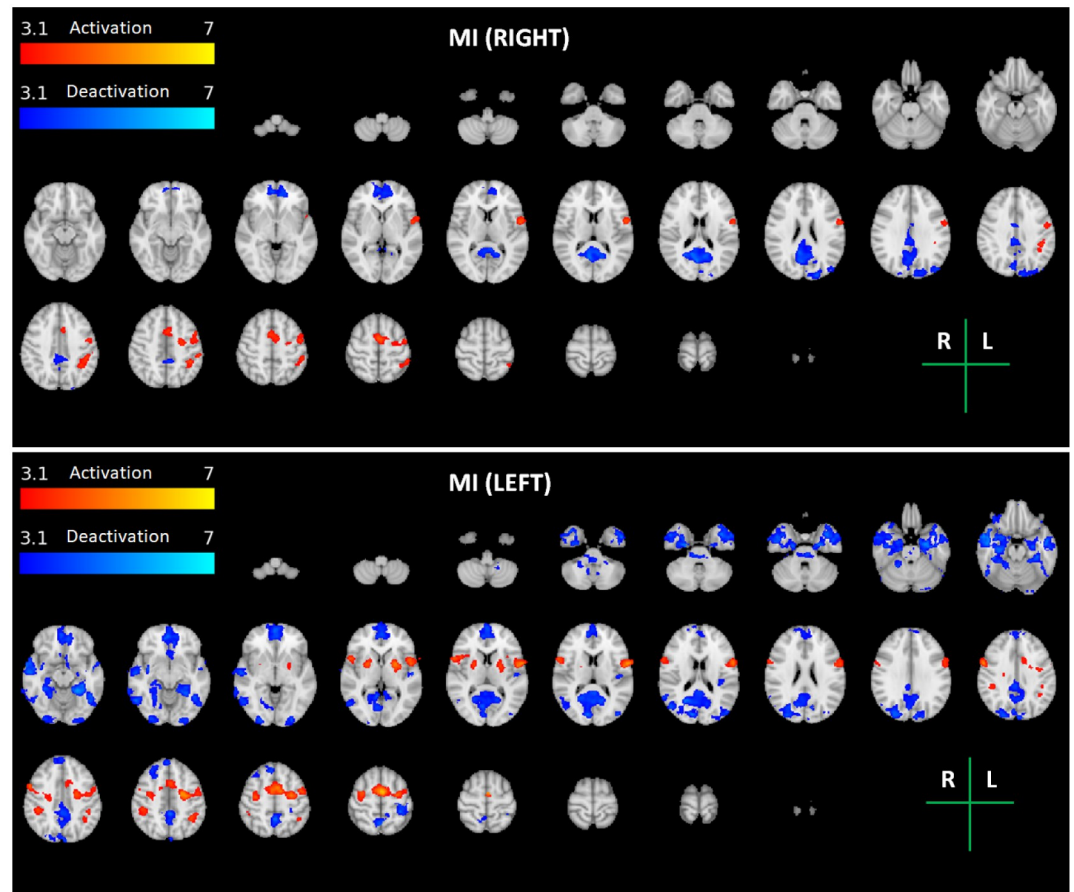 3.1 Activation 7
MI (RIGHT)
3.1 Deactivation 7
R L
3.1 Activation 7
MI (LEFT)
3.1 Deactivation 7
R L